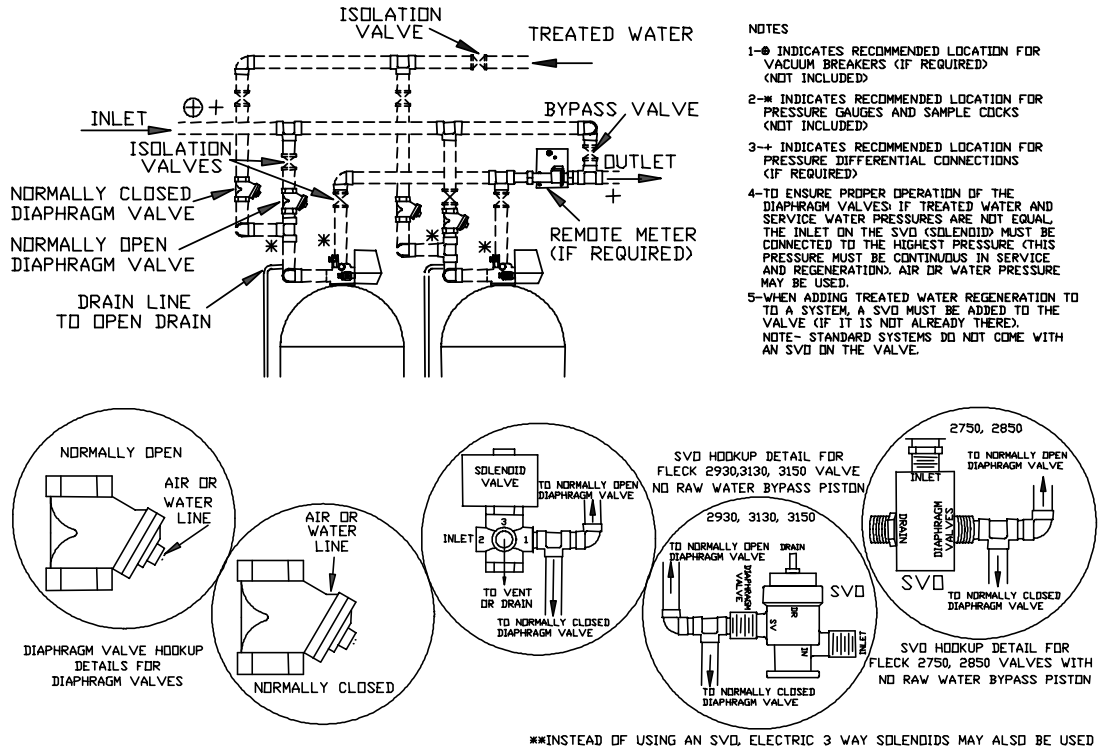 ISOLATION
VALVE
TREATED WATER
INLET
⊕ +
BYPASS VALVE
ISOLATION
VALVES
OUTLET
+
NORMALLY CLOSED
DIAPHRAGM VALVE
NORMALLY OPEN
DIAPHRAGM VALVE
*
*
*
*
REMOTE METER
(IF REQUIRED)
DRAIN LINE
TO OPEN DRAIN
NOTES
1-⊕ INDICATES RECOMMENDED LOCATION FOR
VACUUM BREAKERS (IF REQUIRED)
(NOT INCLUDED)
2-* INDICATES RECOMMENDED LOCATION FOR
PRESSURE GAUGES AND SAMPLE COCKS
(NOT INCLUDED)
3-+ INDICATES RECOMMENDED LOCATION FOR
PRESSURE DIFFERENTIAL CONNECTIONS
(IF REQUIRED)
4-TO ENSURE PROPER OPERATION OF THE
DIAPHRAGM VALVES; IF TREATED WATER AND
SERVICE WATER PRESSURES ARE NOT EQUAL,
THE INLET ON THE SVO (SOLENOID) MUST BE
CONNECTED TO THE HIGHEST PRESSURE (THIS
PRESSURE MUST BE CONTINUOUS IN SERVICE
AND REGENERATION). AIR OR WATER PRESSURE
MAY BE USED.
5-WHEN ADDING TREATED WATER REGENERATION TO
TO A SYSTEM, A SVO MUST BE ADDED TO THE
VALVE (IF IT IS NOT ALREADY THERE).
NOTE- STANDARD SYSTEMS DO NOT COME WITH
AN SVO ON THE VALVE.
NORMALLY OPEN
AIR OR
WATER
LINE
DIAPHRAGM VALVE HOOKUP
DETAILS FOR
DIAPHRAGM VALVES
AIR OR
WATER
LINE
NORMALLY CLOSED
SOLENOID
VALVE
TO NORMALLY OPEN
DIAPHRAGM VALVE
3
INLET
2
1
TO VENT
OR DRAIN
TO NORMALLY CLOSED
DIAPHRAGM VALVE
SVO HOOKUP DETAIL FOR
FLECK 2930,3130, 3150 VALVE
NO RAW WATER BYPASS PISTON
2930, 3130, 3150
TO NORMALLY OPEN
DIAPHRAGM VALVE
DRAIN
DIAPHRAGM
VALVE
SVO
DR
SV
IN
INLET
TO NORMALLY CLOSED
DIAPHRAGM VALVE
2750, 2850
TO NORMALLY OPEN
DIAPHRAGM VALVE
INLET
DRAIN
DIAPHRAGM
VALVES
SVO
TO NORMALLY CLOSED
DIAPHRAGM VALVE
SVO HOOKUP DETAIL FOR
FLECK 2750, 2850 VALVES WITH
NO RAW WATER BYPASS PISTON
**INSTEAD OF USING AN SVO, ELECTRIC 3 WAY SOLENOIDS MAY ALSO BE USED